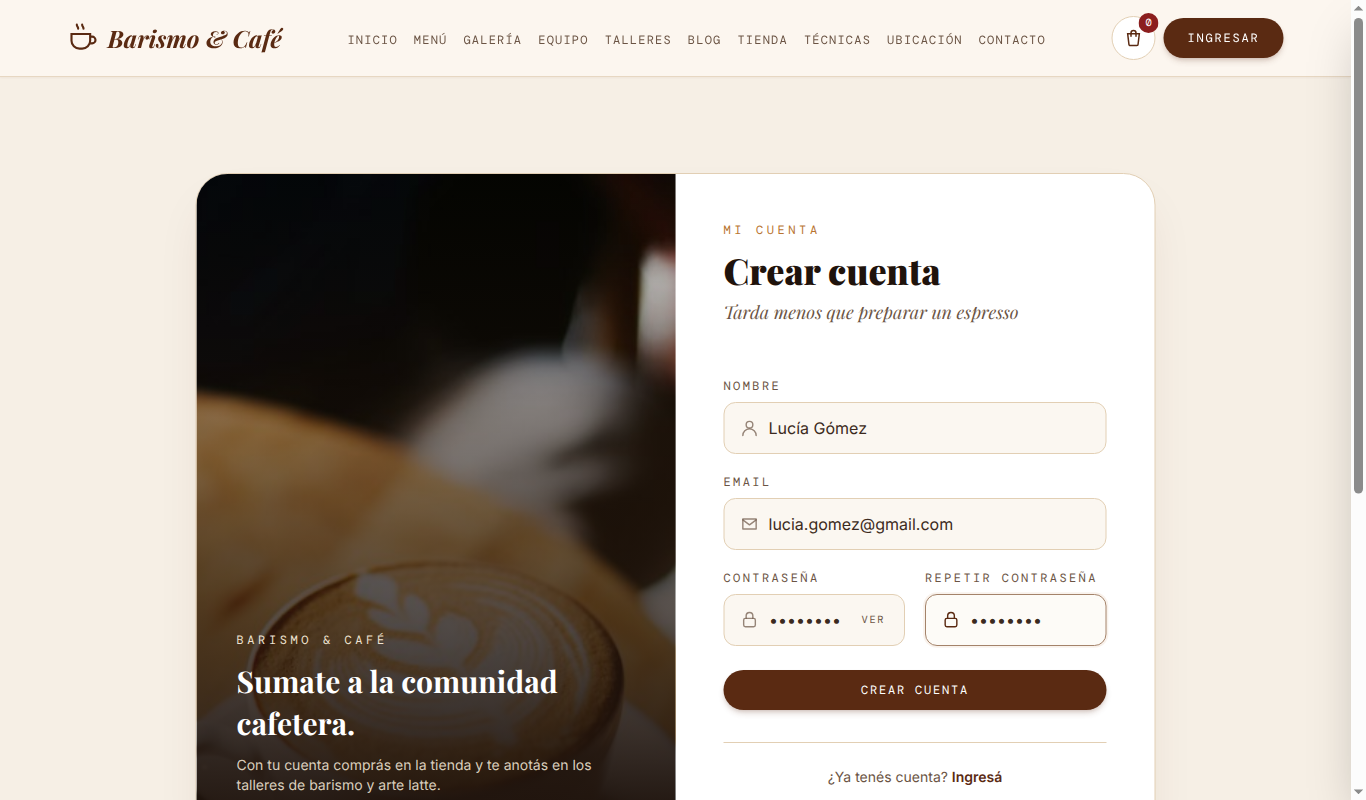 Barismo & Café
INICIO MENÚ GALERÍA EQUIPO TALLERES BLOG TIENDA TÉCNICAS UBICACIÓN CONTACTO
0
INGRESAR
MI CUENTA
Crear cuenta
Tarda menos que preparar un espresso
NOMBRE
Lucía Gómez
EMAIL
lucia.gomez@gmail.com
CONTRASEÑA
REPETIR CONTRASEÑA
•••••••• VER
••••••••
CREAR CUENTA
¿Ya tenés cuenta? Ingresá
BARISMO & CAFÉ
Sumate a la comunidad
cafetera.
Con tu cuenta comprás en la tienda y te anotás en los
talleres de barismo y arte latte.